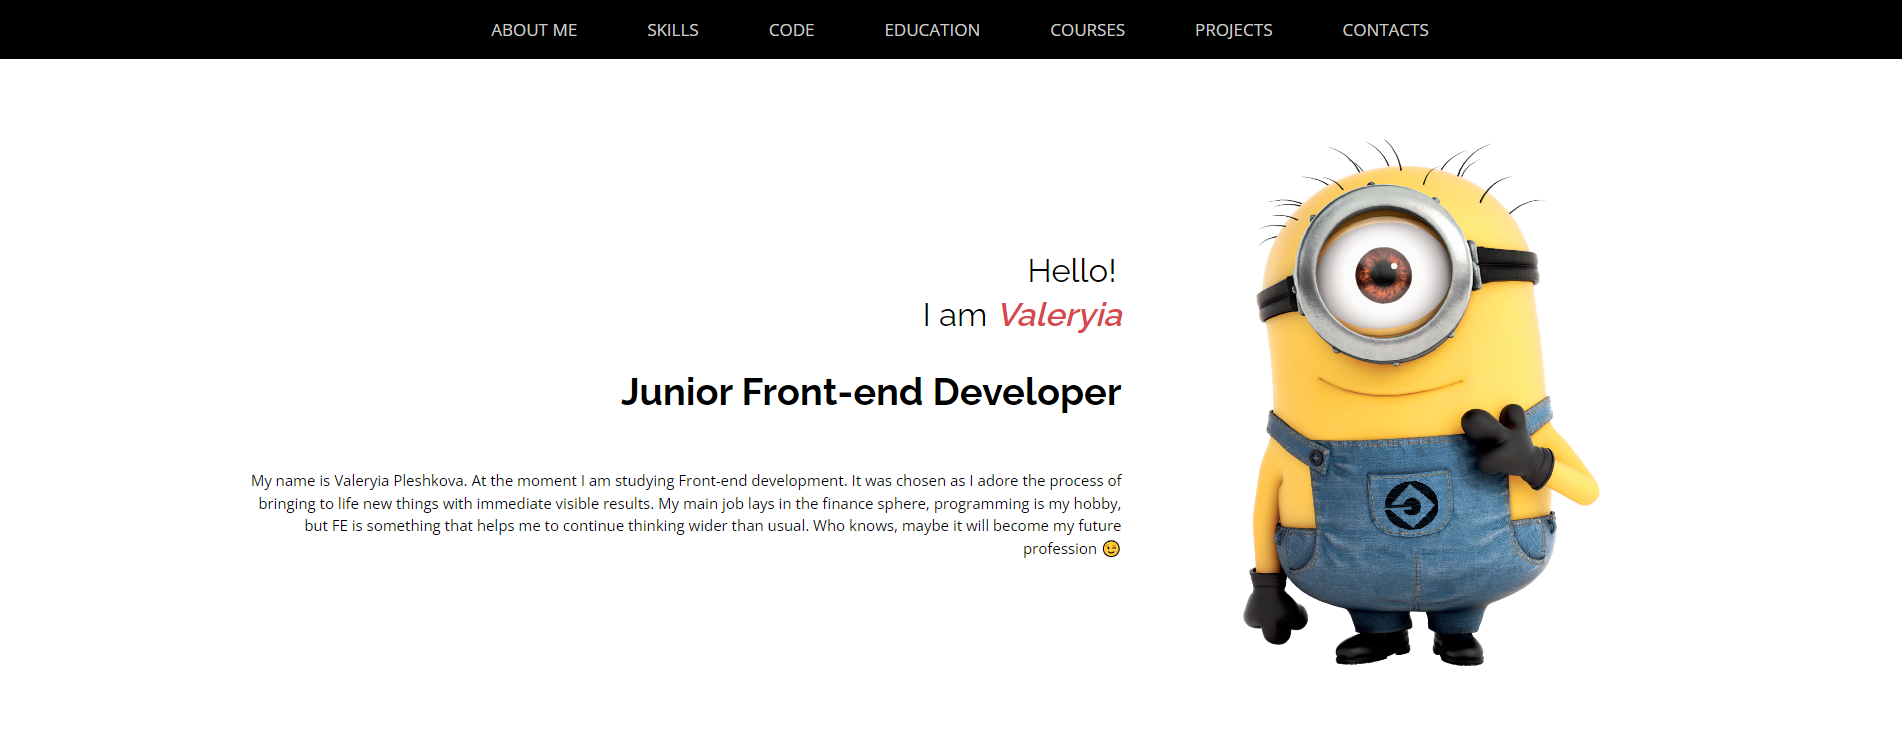 ABOUT ME SKILLS CODE EDUCATION COURSES PROJECTS CONTACTS
Hello!
I am Valeryia
Junior Front-end Developer
My name is Valeryia Pleshkova. At the moment I am studying Front-end development. It was chosen as I adore the process of
bringing to life new things with immediate visible results. My main job lays in the finance sphere, programming is my hobby,
but FE is something that helps me to continue thinking wider than usual. Who knows, maybe it will become my future
profession 😉